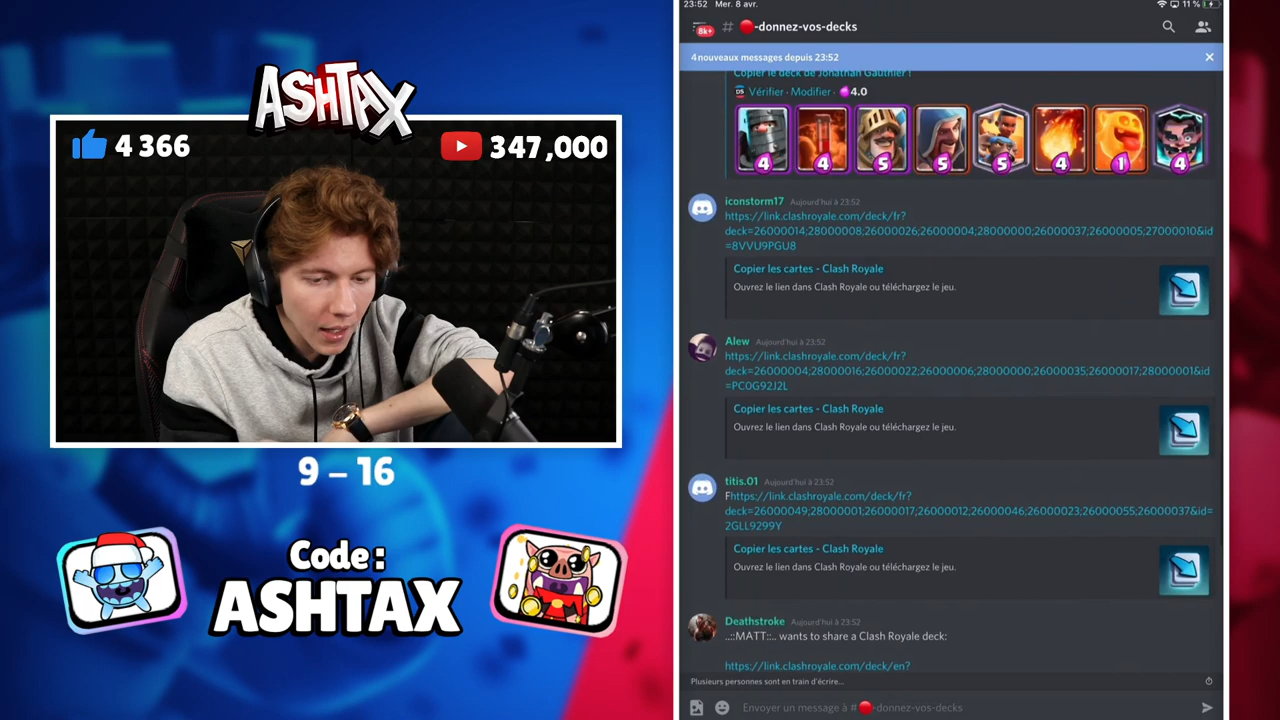 ASHTAX
4 366
347,000
9 – 16
Code :
ASHTAX
23:52 Mer. 8 avr.
11 %
8k+
# 🔴-donnez-vos-decks
4 nouveaux messages depuis 23:52
Copier le deck de Jonathan Gauthier !
DS Vérifier · Modifier · 4.0
4 4 5 5 5 4 1 4
iconstorm17 Aujourd'hui à 23:52
https://link.clashroyale.com/deck/fr?
deck=26000014;28000008;26000026;26000004;28000000;26000037;26000005;27000010&id
=8VVU9PGU8
Copier les cartes - Clash Royale
Ouvrez le lien dans Clash Royale ou téléchargez le jeu.
Alew Aujourd'hui à 23:52
https://link.clashroyale.com/deck/fr?
deck=26000004;28000016;26000022;26000006;28000000;26000035;26000017;28000001&id
=PC0G92J2L
Copier les cartes - Clash Royale
Ouvrez le lien dans Clash Royale ou téléchargez le jeu.
titis.01 Aujourd'hui à 23:52
Fhttps://link.clashroyale.com/deck/fr?
deck=26000049;28000001;26000017;26000012;26000046;26000023;26000055;26000037&id=
2GLL9299Y
Copier les cartes - Clash Royale
Ouvrez le lien dans Clash Royale ou téléchargez le jeu.
Deathstroke Aujourd'hui à 23:52
..::MATT::.. wants to share a Clash Royale deck:
https://link.clashroyale.com/deck/en?
Plusieurs personnes sont en train d'écrire...
Envoyer un message à #🔴-donnez-vos-decks